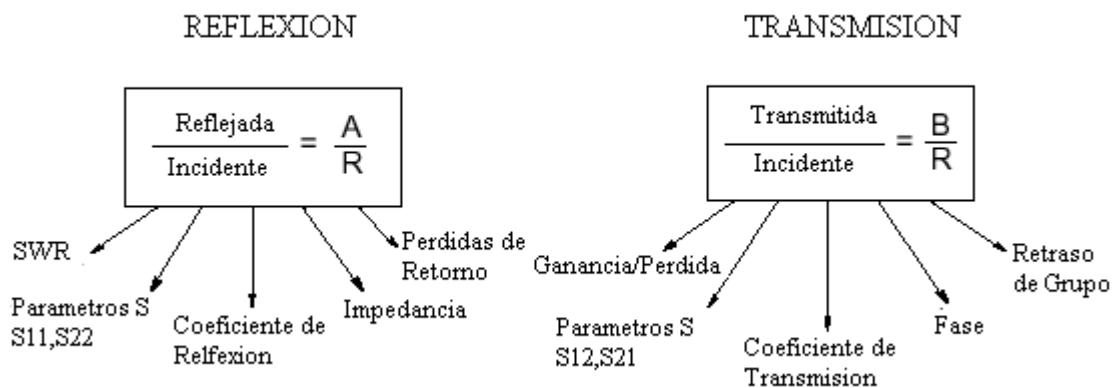 REFLEXION
Reflejada
Incidente
=
A
R
SWR
Parametros S
S11,S22
Coeficiente de
Relfexion
Impedancia
Perdidas de
Retorno
TRANSMISION
Transmitida
Incidente
=
B
R
Ganancia/Perdida
Parametros S
S12,S21
Coeficiente de
Transmision
Fase
Retraso
de Grupo